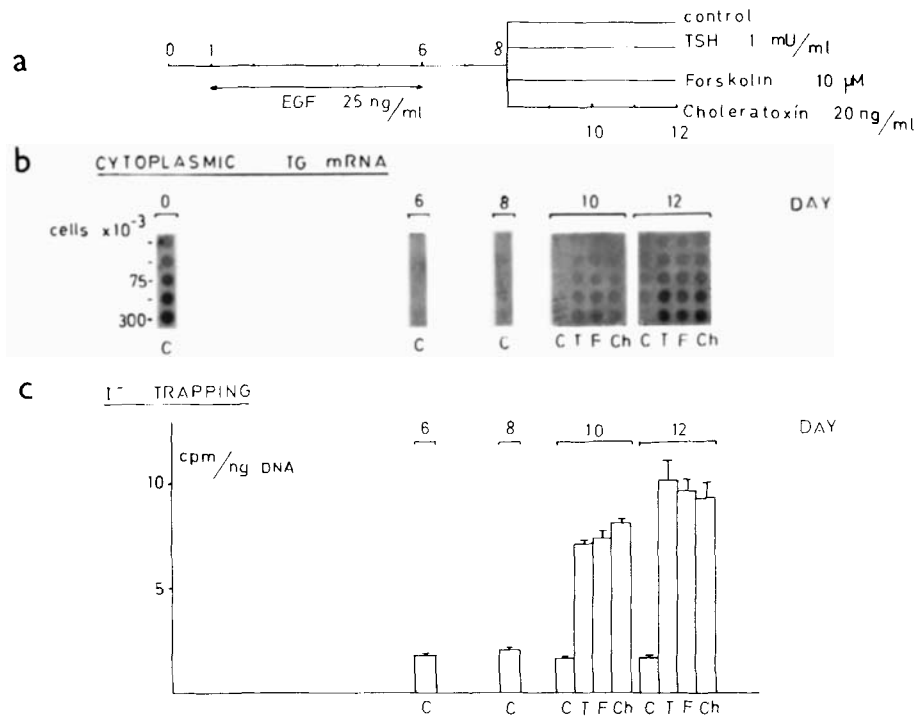 a
0 1 6 8
EGF 25 ng/ml
control
TSH 1 mU/ml
Forskolin 10 µM
Choleratoxin 20 ng/ml
10 12
b CYTOPLASMIC TG mRNA
0 6 8 10 12 DAY
cells x10⁻³
75-
300-
C C C C T F Ch C T F Ch
c I⁻ TRAPPING
6 8 10 12 DAY
cpm/ng DNA
10
5
C C C T F Ch C T F Ch